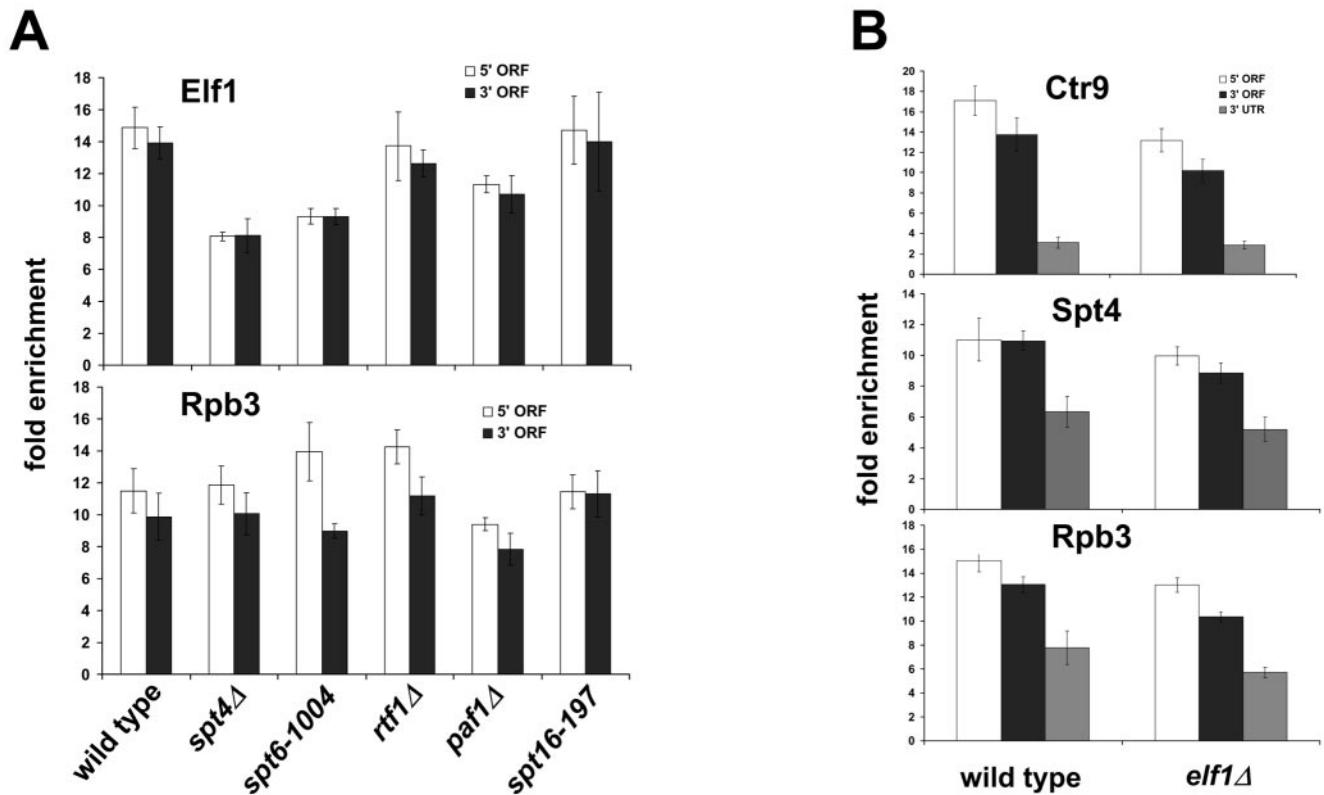 A
Elf1
5' ORF
3' ORF
18
16
14
12
10
8
6
4
2
0
fold enrichment
Rpb3
5' ORF
3' ORF
18
16
14
12
10
8
6
4
2
0
wild type
spt4Δ
spt6-1004
rtf1Δ
paf1Δ
spt16-197
B
Ctr9
5' ORF
3' ORF
3' UTR
20
18
16
14
12
10
8
6
4
2
0
fold enrichment
Spt4
14
12
10
8
6
4
2
0
Rpb3
18
16
14
12
10
8
6
4
2
0
wild type
elf1Δ